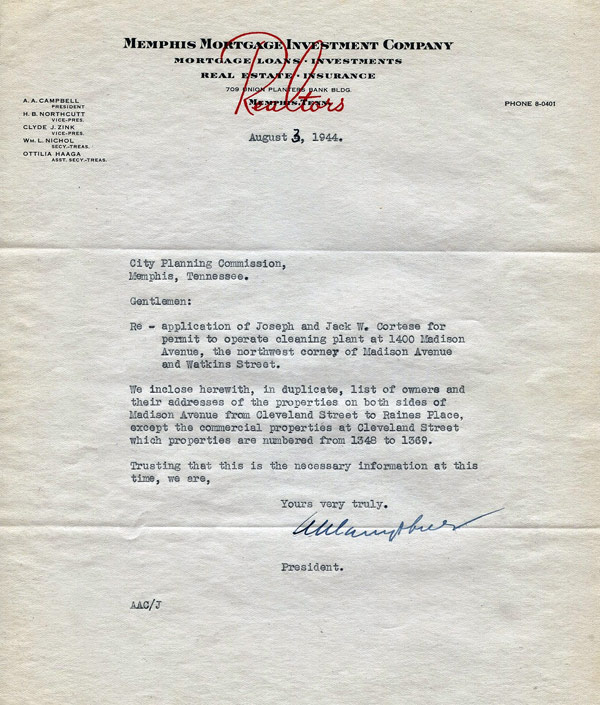 MEMPHIS MORTGAGE INVESTMENT COMPANY
MORTGAGE LOANS · INVESTMENTS
REAL ESTATE · INSURANCE
709 UNION PLANTERS BANK BLDG.
MEMPHIS, TENN.
Realtors
A. A. CAMPBELL
PRESIDENT
H. B. NORTHCUTT
VICE-PRES.
CLYDE J. ZINK
VICE-PRES.
WM. L. NICHOL
SECY.-TREAS.
OTTILIA HAAGA
ASST. SECY.-TREAS.
PHONE 8-0401
August 3, 1944.
City Planning Commission,
Memphis, Tennessee.
Gentlemen:
Re - application of Joseph and Jack W. Cortese for
permit to operate cleaning plant at 1400 Madison
Avenue, the northwest corney of Madison Avenue
and Watkins Street.
We inclose herewith, in duplicate, list of owners and
their addresses of the properties on both sides of
Madison Avenue from Cleveland Street to Raines Place,
except the commercial properties at Cleveland Street
which properties are numbered from 1348 to 1369.
Trusting that this is the necessary information at this
time, we are,
Yours very truly.
AACampbell
President.
AAC/J